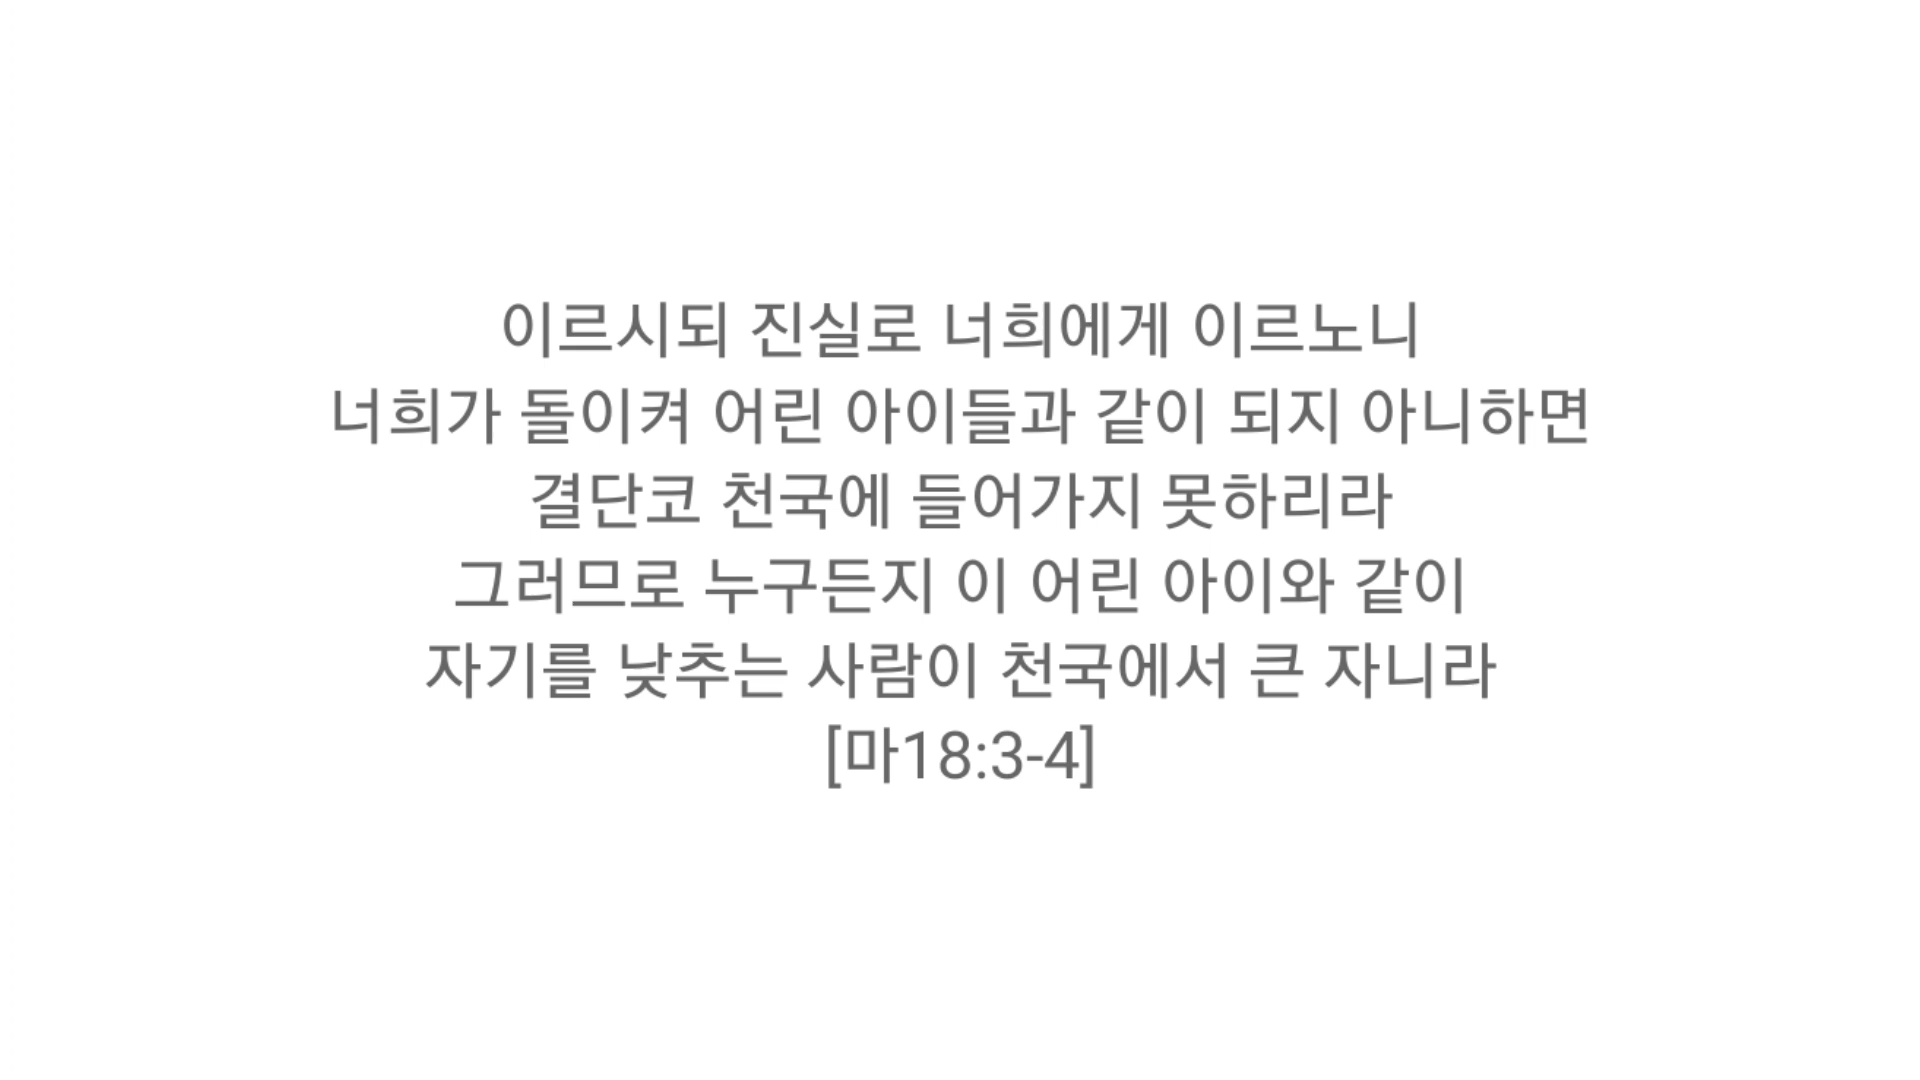 이르시되 진실로 너희에게 이르노니
너희가 돌이켜 어린 아이들과 같이 되지 아니하면
결단코 천국에 들어가지 못하리라
그러므로 누구든지 이 어린 아이와 같이
자기를 낮추는 사람이 천국에서 큰 자니라
[마18:3-4]